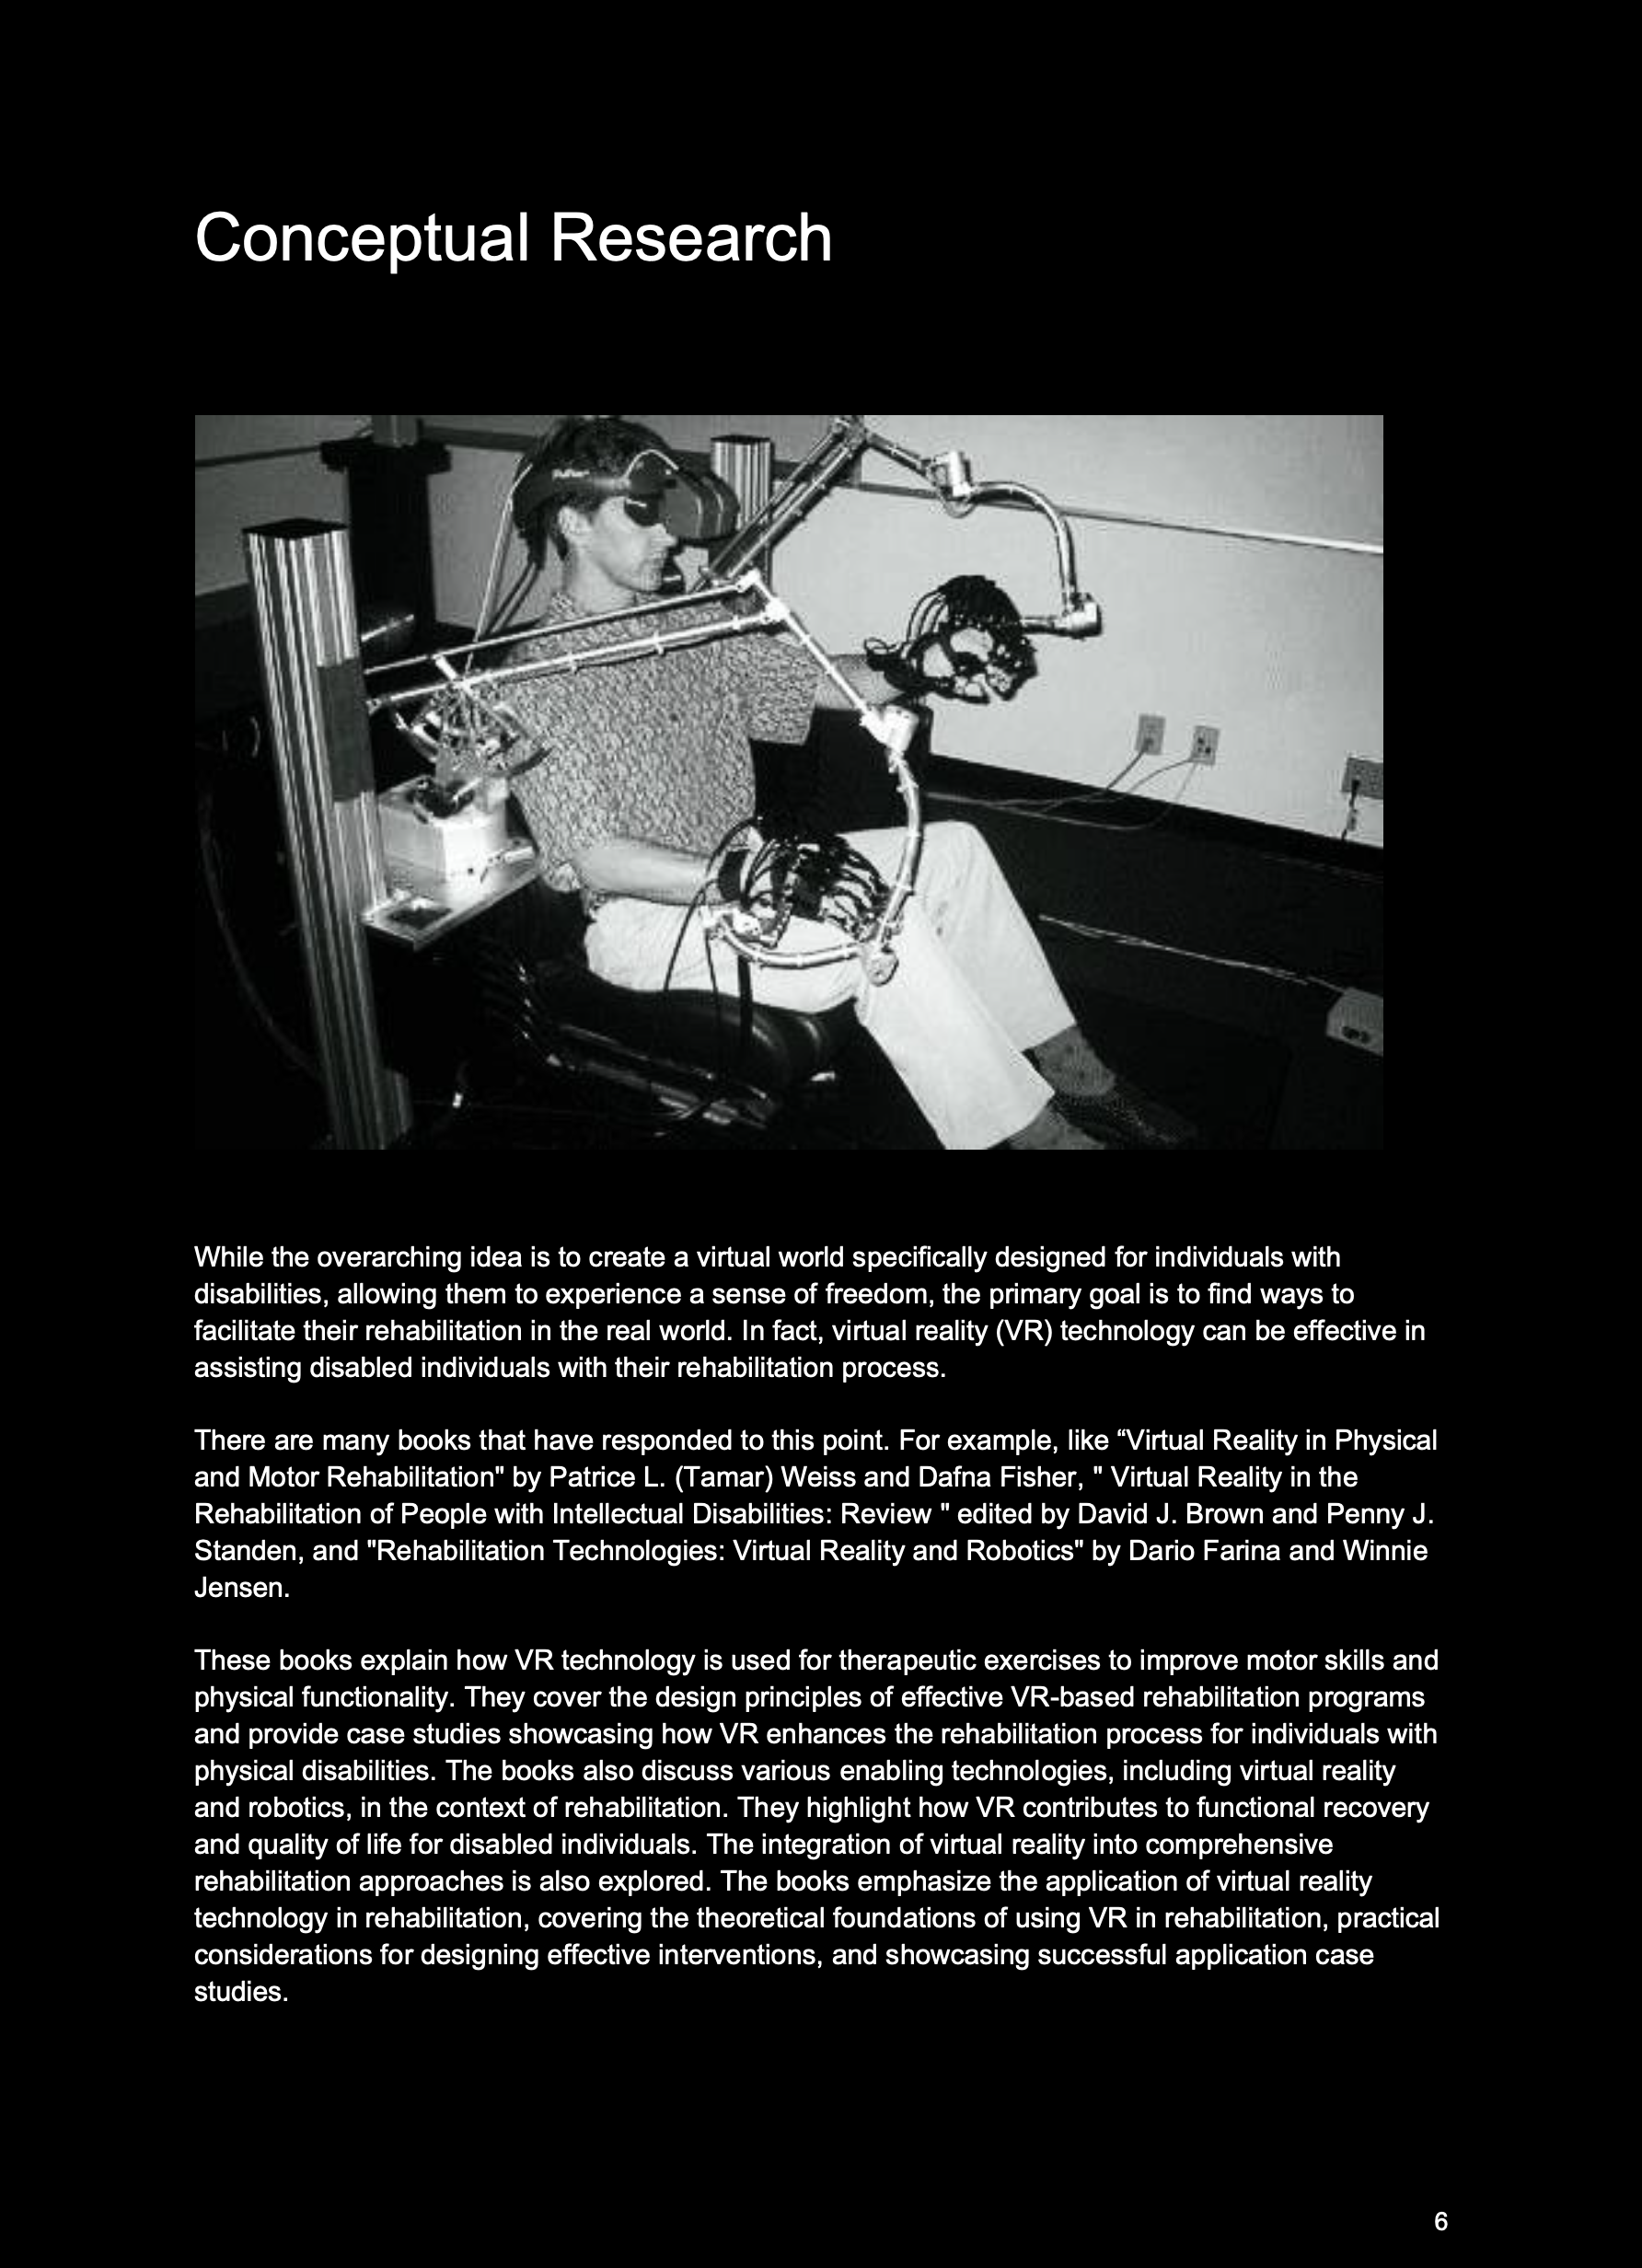 Conceptual Research
While the overarching idea is to create a virtual world specifically designed for individuals with
disabilities, allowing them to experience a sense of freedom, the primary goal is to find ways to
facilitate their rehabilitation in the real world. In fact, virtual reality (VR) technology can be effective in
assisting disabled individuals with their rehabilitation process.
There are many books that have responded to this point. For example, like “Virtual Reality in Physical
and Motor Rehabilitation" by Patrice L. (Tamar) Weiss and Dafna Fisher, " Virtual Reality in the
Rehabilitation of People with Intellectual Disabilities: Review " edited by David J. Brown and Penny J.
Standen, and "Rehabilitation Technologies: Virtual Reality and Robotics" by Dario Farina and Winnie
Jensen.
These books explain how VR technology is used for therapeutic exercises to improve motor skills and
physical functionality. They cover the design principles of effective VR-based rehabilitation programs
and provide case studies showcasing how VR enhances the rehabilitation process for individuals with
physical disabilities. The books also discuss various enabling technologies, including virtual reality
and robotics, in the context of rehabilitation. They highlight how VR contributes to functional recovery
and quality of life for disabled individuals. The integration of virtual reality into comprehensive
rehabilitation approaches is also explored. The books emphasize the application of virtual reality
technology in rehabilitation, covering the theoretical foundations of using VR in rehabilitation, practical
considerations for designing effective interventions, and showcasing successful application case
studies.
6